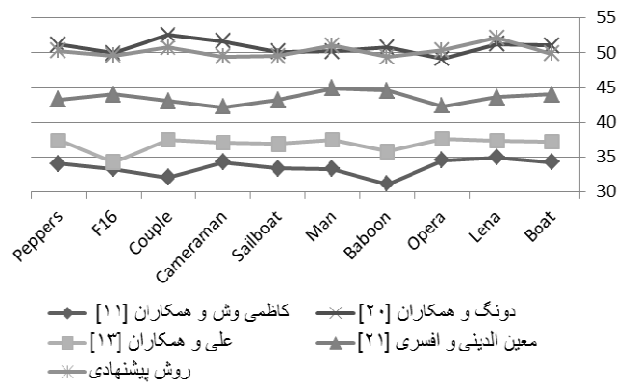 55
50
45
40
35
30
Peppers
F16
Couple
Cameraman
Sailboat
Man
Baboon
Opera
Lena
Boat
کاظمی وش و همکاران [۱۱]
دونگ و همکاران [۲۰]
علی و همکاران [۱۳]
معین الدینی و افسری [۲۱]
روش پیشنهادی